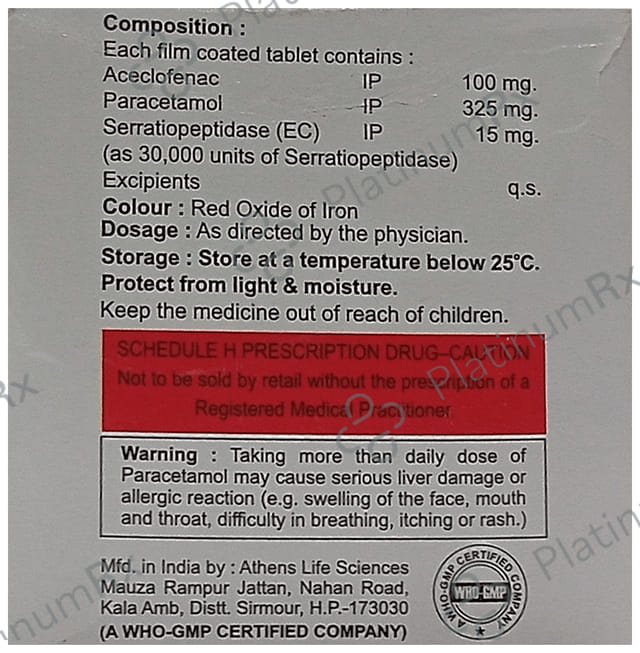 Composition :
Each film coated tablet contains :
Aceclofenac IP 100 mg.
Paracetamol IP 325 mg.
Serratiopeptidase (EC) IP 15 mg.
(as 30,000 units of Serratiopeptidase)
Excipients q.s.
Colour : Red Oxide of Iron
Dosage : As directed by the physician.
Storage : Store at a temperature below 25°C.
Protect from light & moisture.
Keep the medicine out of reach of children.
SCHEDULE H PRESCRIPTION DRUG–CAUTION
Not to be sold by retail without the prescription of a
Registered Medical Practitioner.
Warning : Taking more than daily dose of
Paracetamol may cause serious liver damage or
allergic reaction (e.g. swelling of the face, mouth
and throat, difficulty in breathing, itching or rash.)
Mfd. in India by : Athens Life Sciences
Mauza Rampur Jattan, Nahan Road,
Kala Amb, Distt. Sirmour, H.P.-173030
(A WHO-GMP CERTIFIED COMPANY)
A WHO-GMP CERTIFIED COMPANY
WHO-GMP
PlatinumRx
PlatinumRx
PlatinumRx